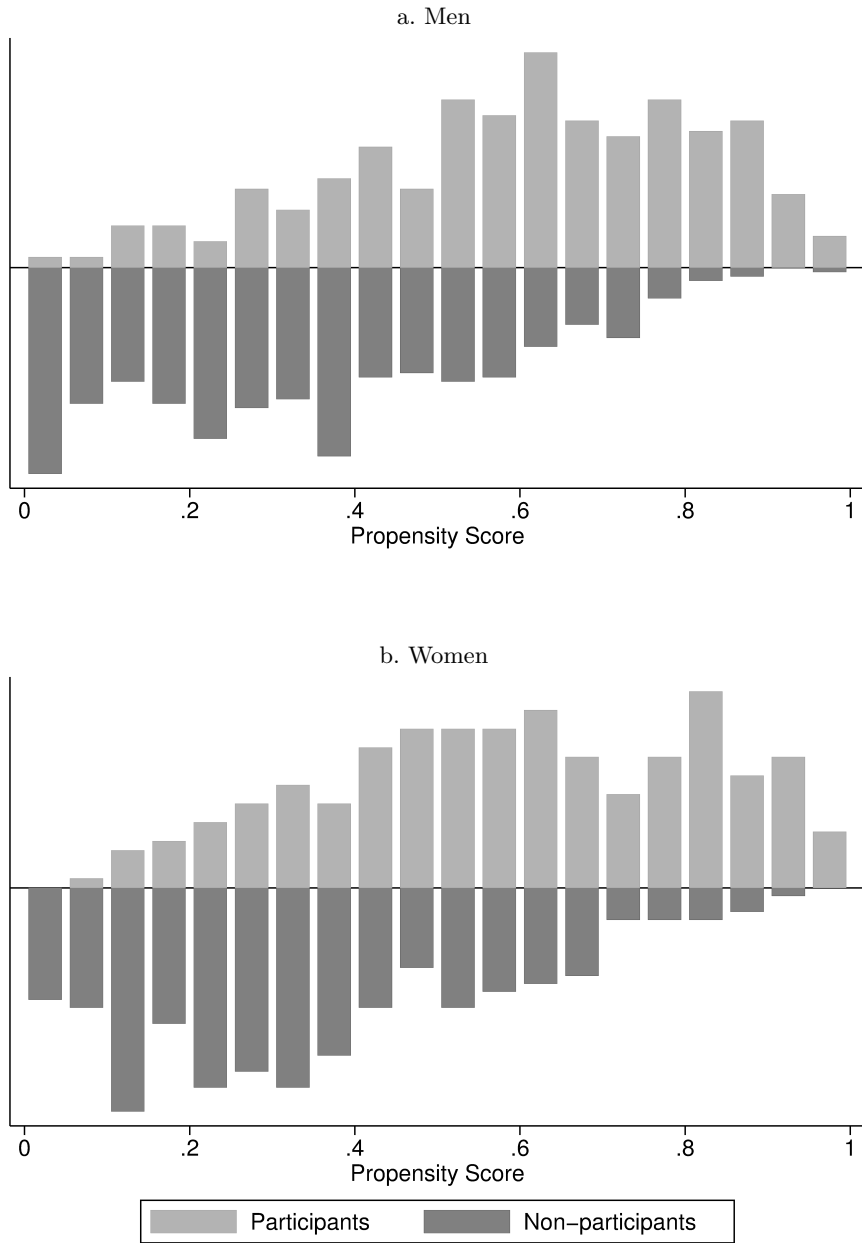 a. Men
0 .2 .4 .6 .8 1
Propensity Score
b. Women
0 .2 .4 .6 .8 1
Propensity Score
Participants Non−participants